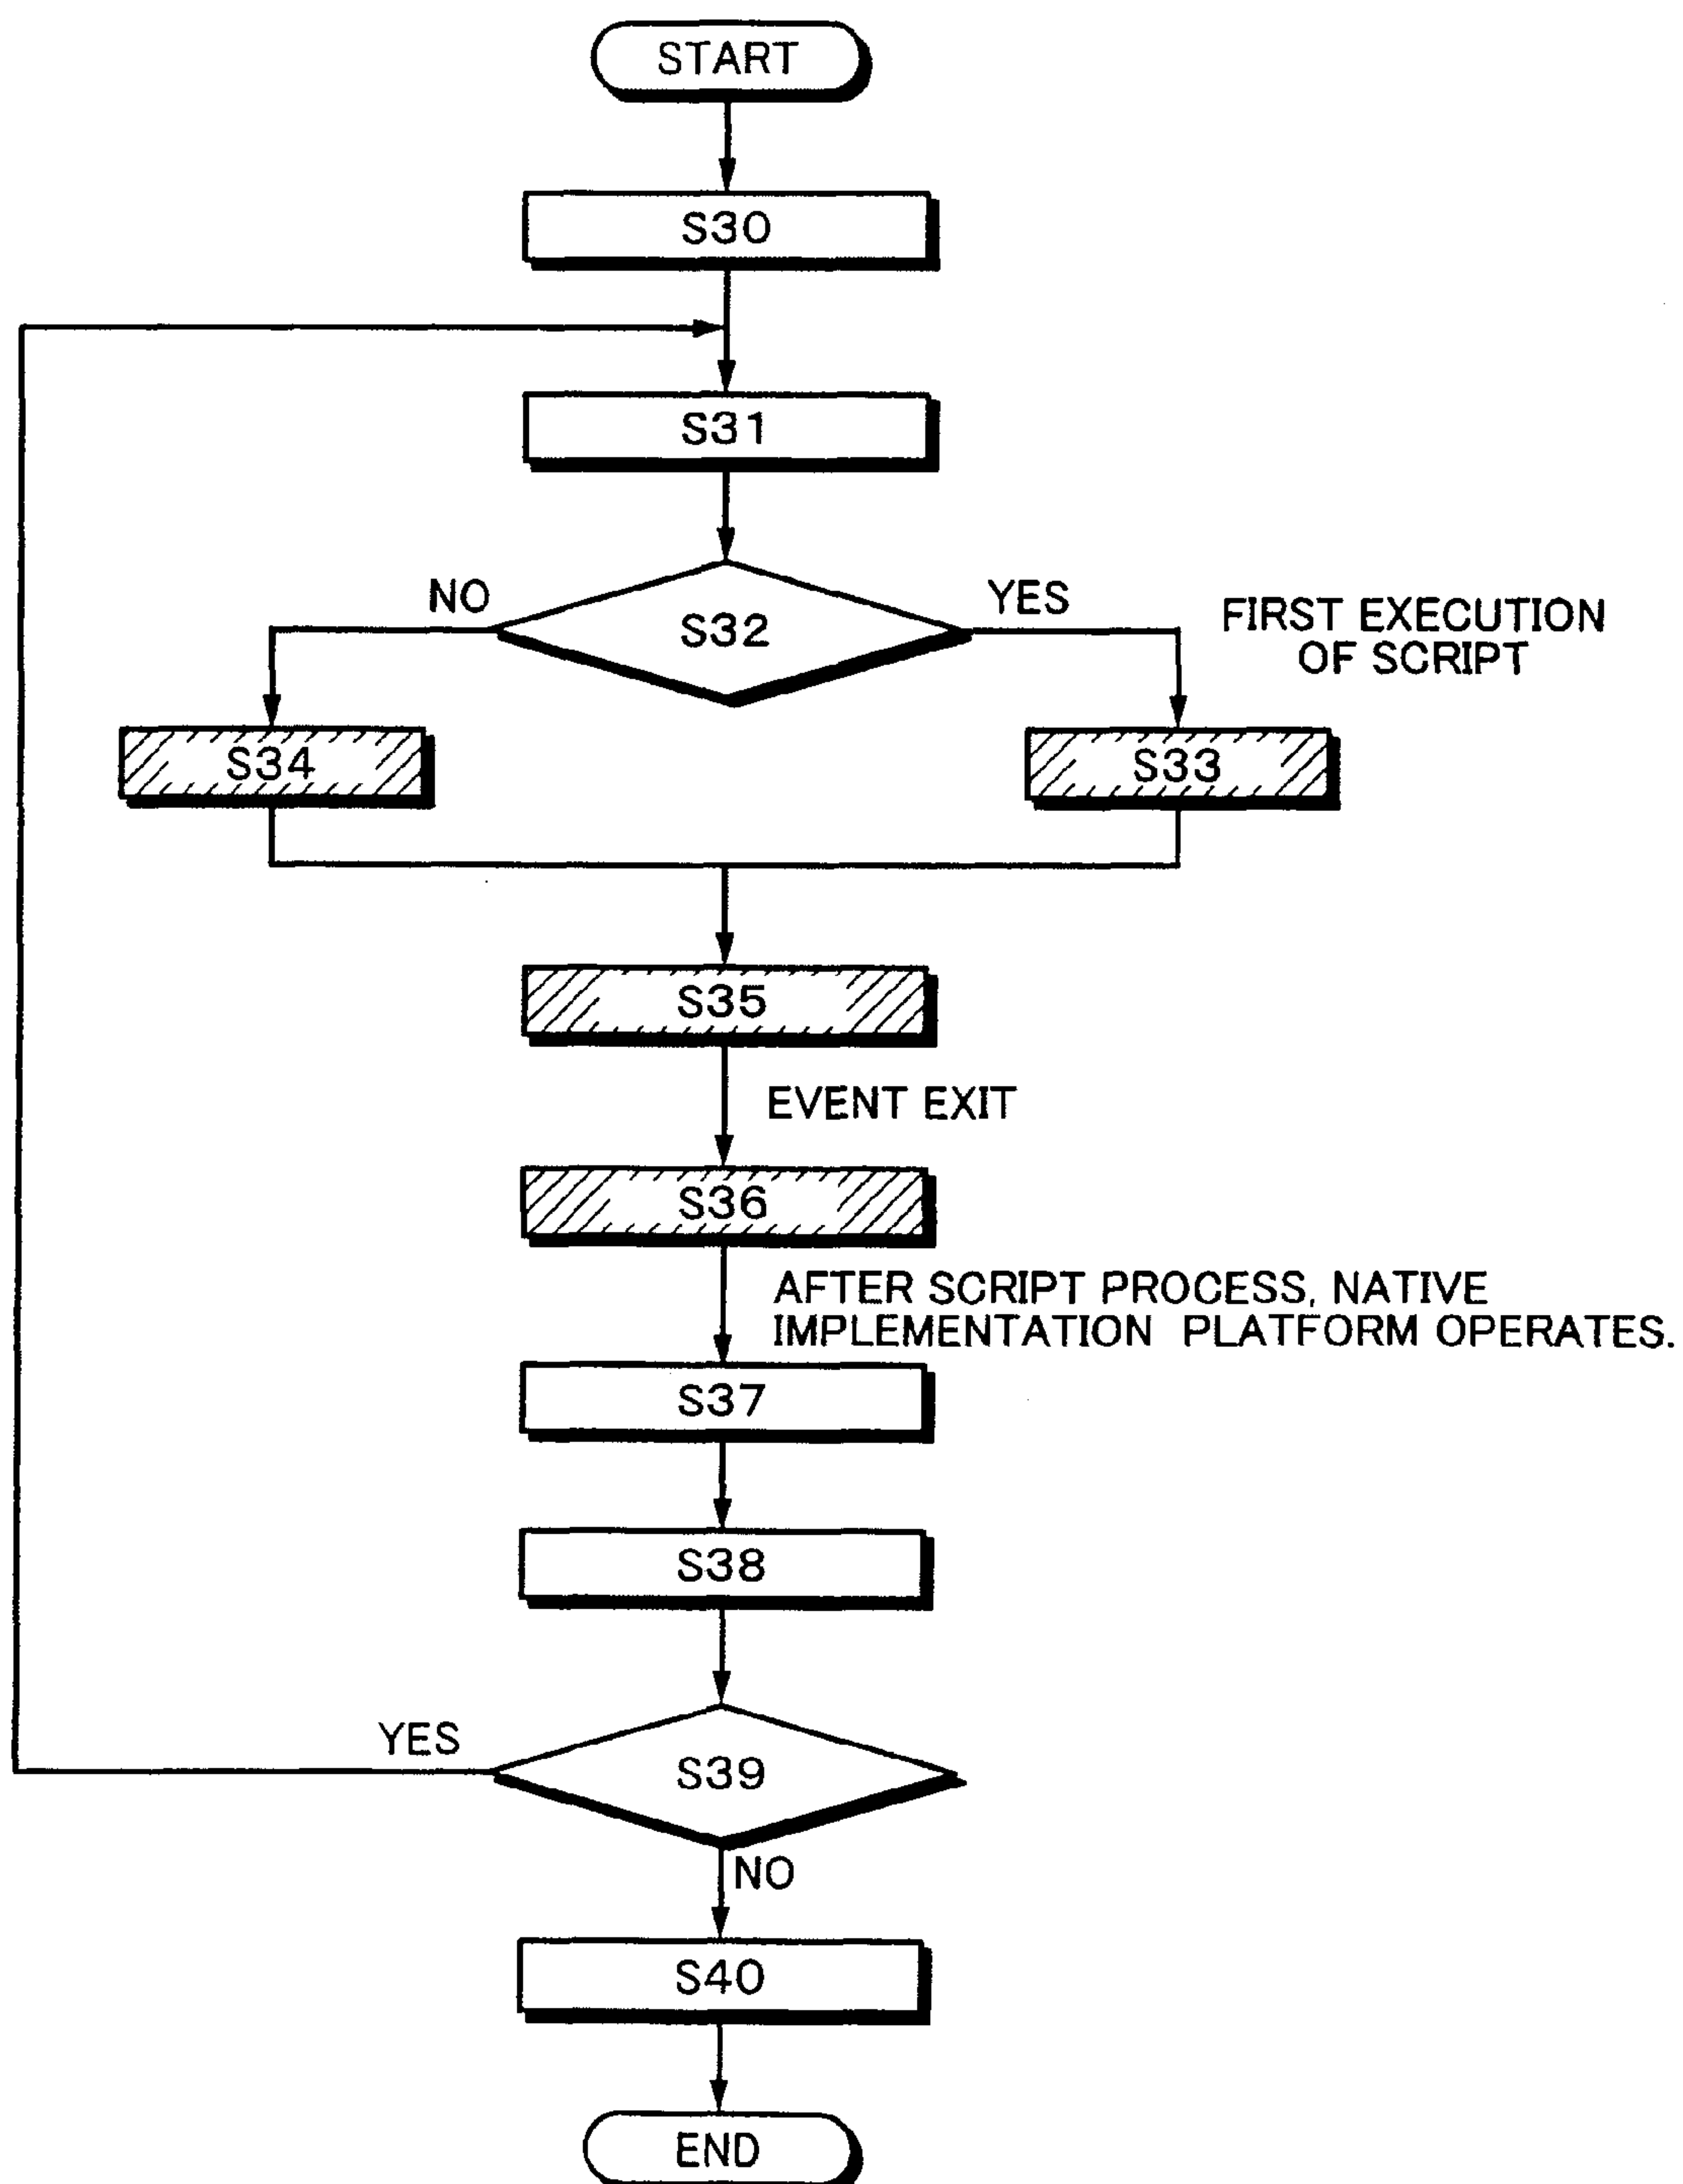 START
S30
S31
NO
YES
S32
FIRST EXECUTION
OF SCRIPT
S34
S33
S35
EVENT EXIT
S36
AFTER SCRIPT PROCESS, NATIVE
IMPLEMENTATION PLATFORM OPERATES.
S37
S38
YES
S39
NO
S40
END